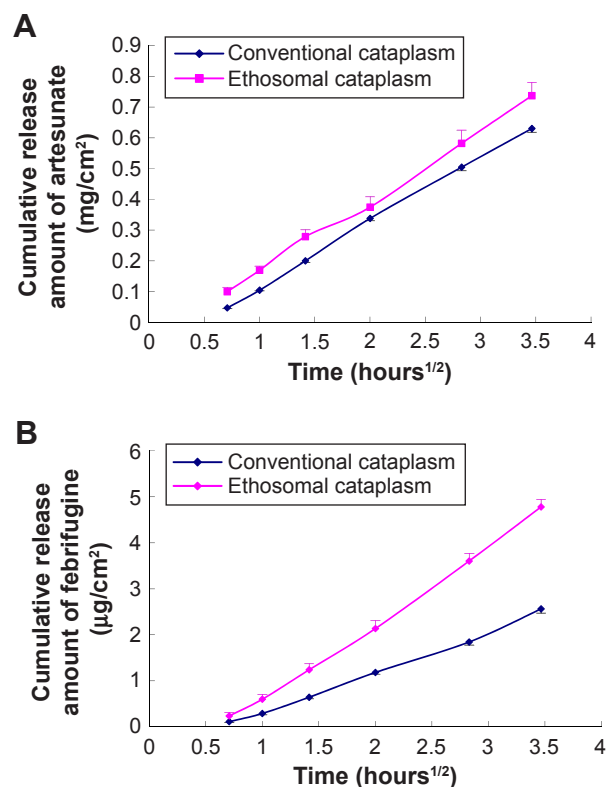 A
Conventional cataplasm
Ethosomal cataplasm
Cumulative release
amount of artesunate
(mg/cm²)
0.9
0.8
0.7
0.6
0.5
0.4
0.3
0.2
0.1
0
0 0.5 1 1.5 2 2.5 3 3.5 4
Time (hours¹/²)
B
Conventional cataplasm
Ethosomal cataplasm
Cumulative release
amount of febrifugine
(µg/cm²)
6
5
4
3
2
1
0
0 0.5 1 1.5 2 2.5 3 3.5 4
Time (hours¹/²)